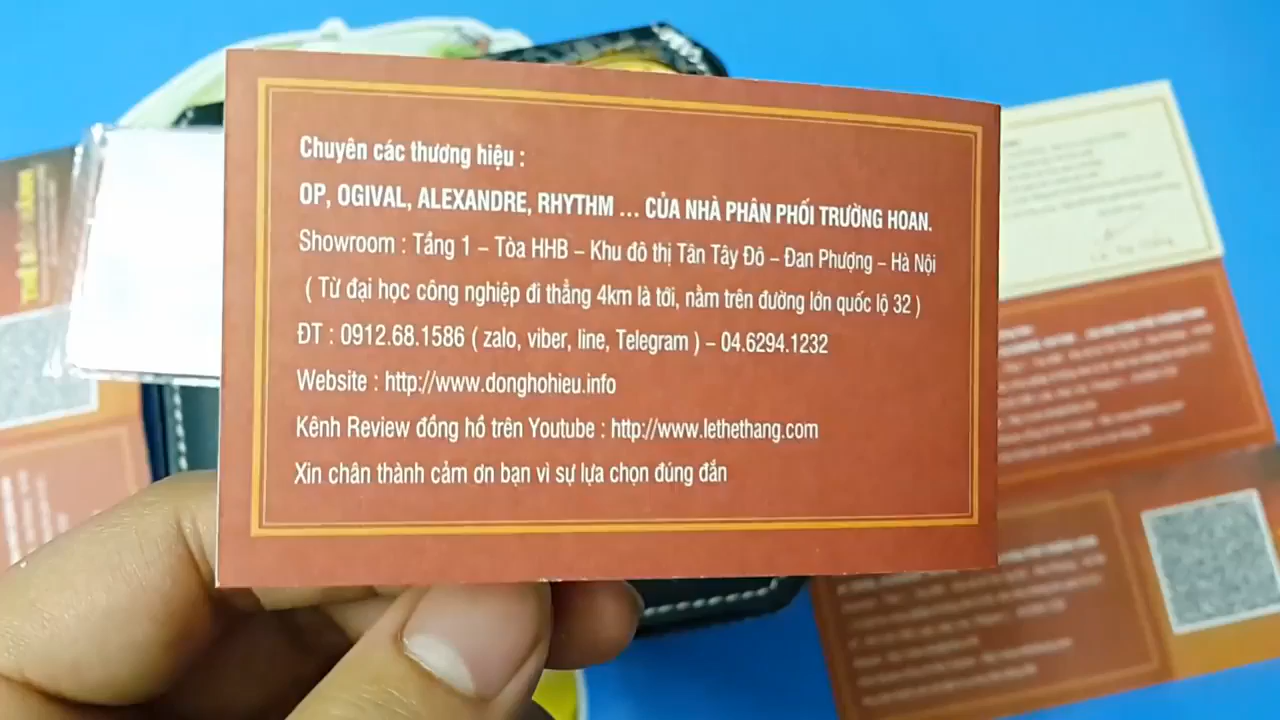 Chuyên các thương hiệu :
OP, OGIVAL, ALEXANDRE, RHYTHM ... CỦA NHÀ PHÂN PHỐI TRƯỜNG HOAN.
Showroom : Tầng 1 – Tòa HHB – Khu đô thị Tân Tây Đô – Đan Phượng – Hà Nội
( Từ đại học công nghiệp đi thẳng 4km là tới, nằm trên đường lớn quốc lộ 32 )
ĐT : 0912.68.1586 ( zalo, viber, line, Telegram ) – 04.6294.1232
Website : http://www.donghohieu.info
Kênh Review đồng hồ trên Youtube : http://www.lethethang.com
Xin chân thành cảm ơn bạn vì sự lựa chọn đúng đắn